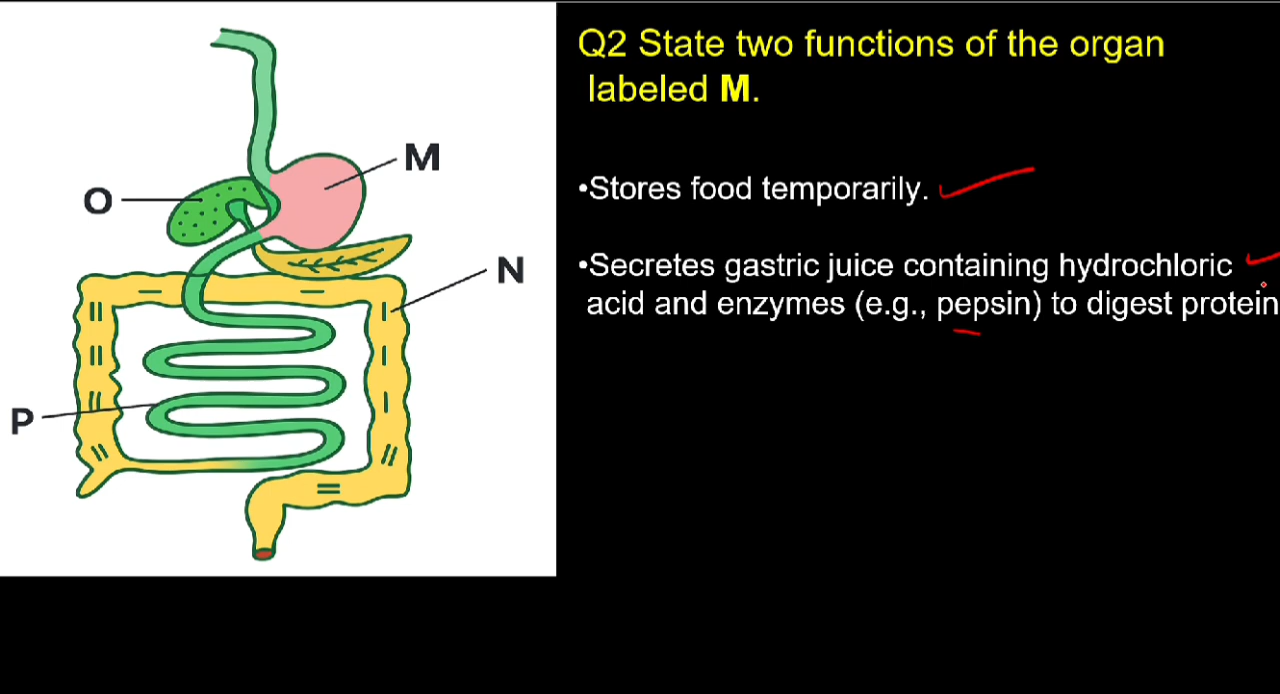 Q2 State two functions of the organ
labeled M.
M
O
•Stores food temporarily.
N
•Secretes gastric juice containing hydrochloric
acid and enzymes (e.g., pepsin) to digest protein
P